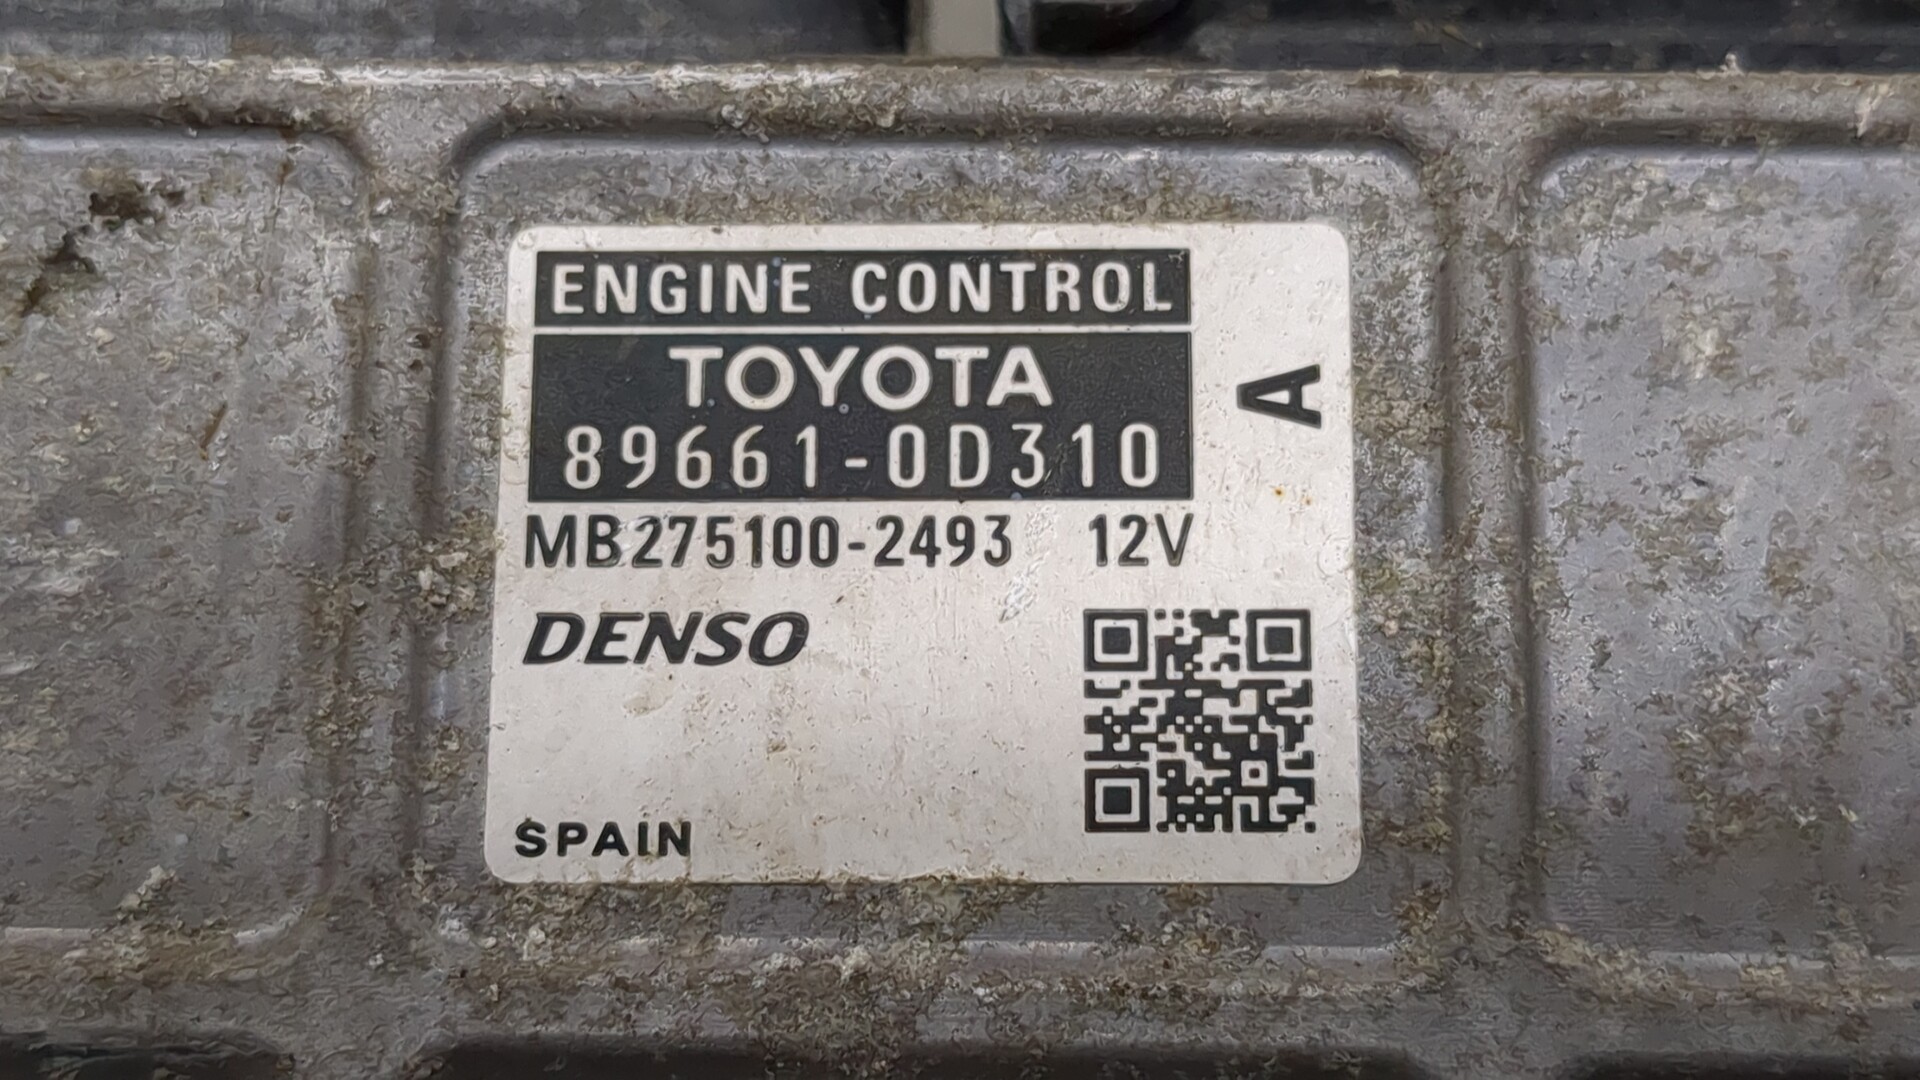 ENGINE CONTROL
TOYOTA
89661-0D310
A
MB275100-2493 12V
DENSO
SPAIN